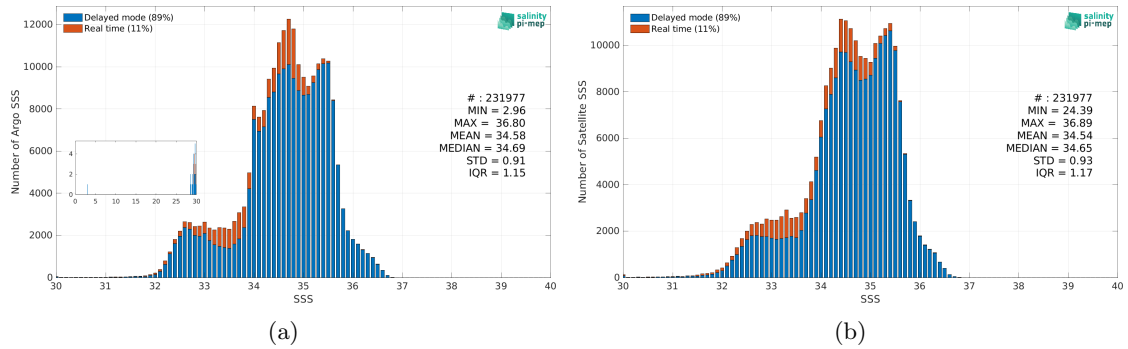 Delayed mode (89%)
Real time (11%)
salinity
pi-mep
12000
10000
8000
6000
4000
2000
0
Number of Argo SSS
# : 231977
MIN = 2.96
MAX = 36.80
MEAN = 34.58
MEDIAN = 34.69
STD = 0.91
IQR = 1.15
4
2
0
0 5 10 15 20 25 30
30 31 32 33 34 35 36 37 38 39 40
SSS
(a)
Delayed mode (89%)
Real time (11%)
salinity
pi-mep
10000
8000
6000
4000
2000
0
Number of Satellite SSS
# : 231977
MIN = 24.39
MAX = 36.89
MEAN = 34.54
MEDIAN = 34.65
STD = 0.93
IQR = 1.17
30 31 32 33 34 35 36 37 38 39 40
SSS
(b)